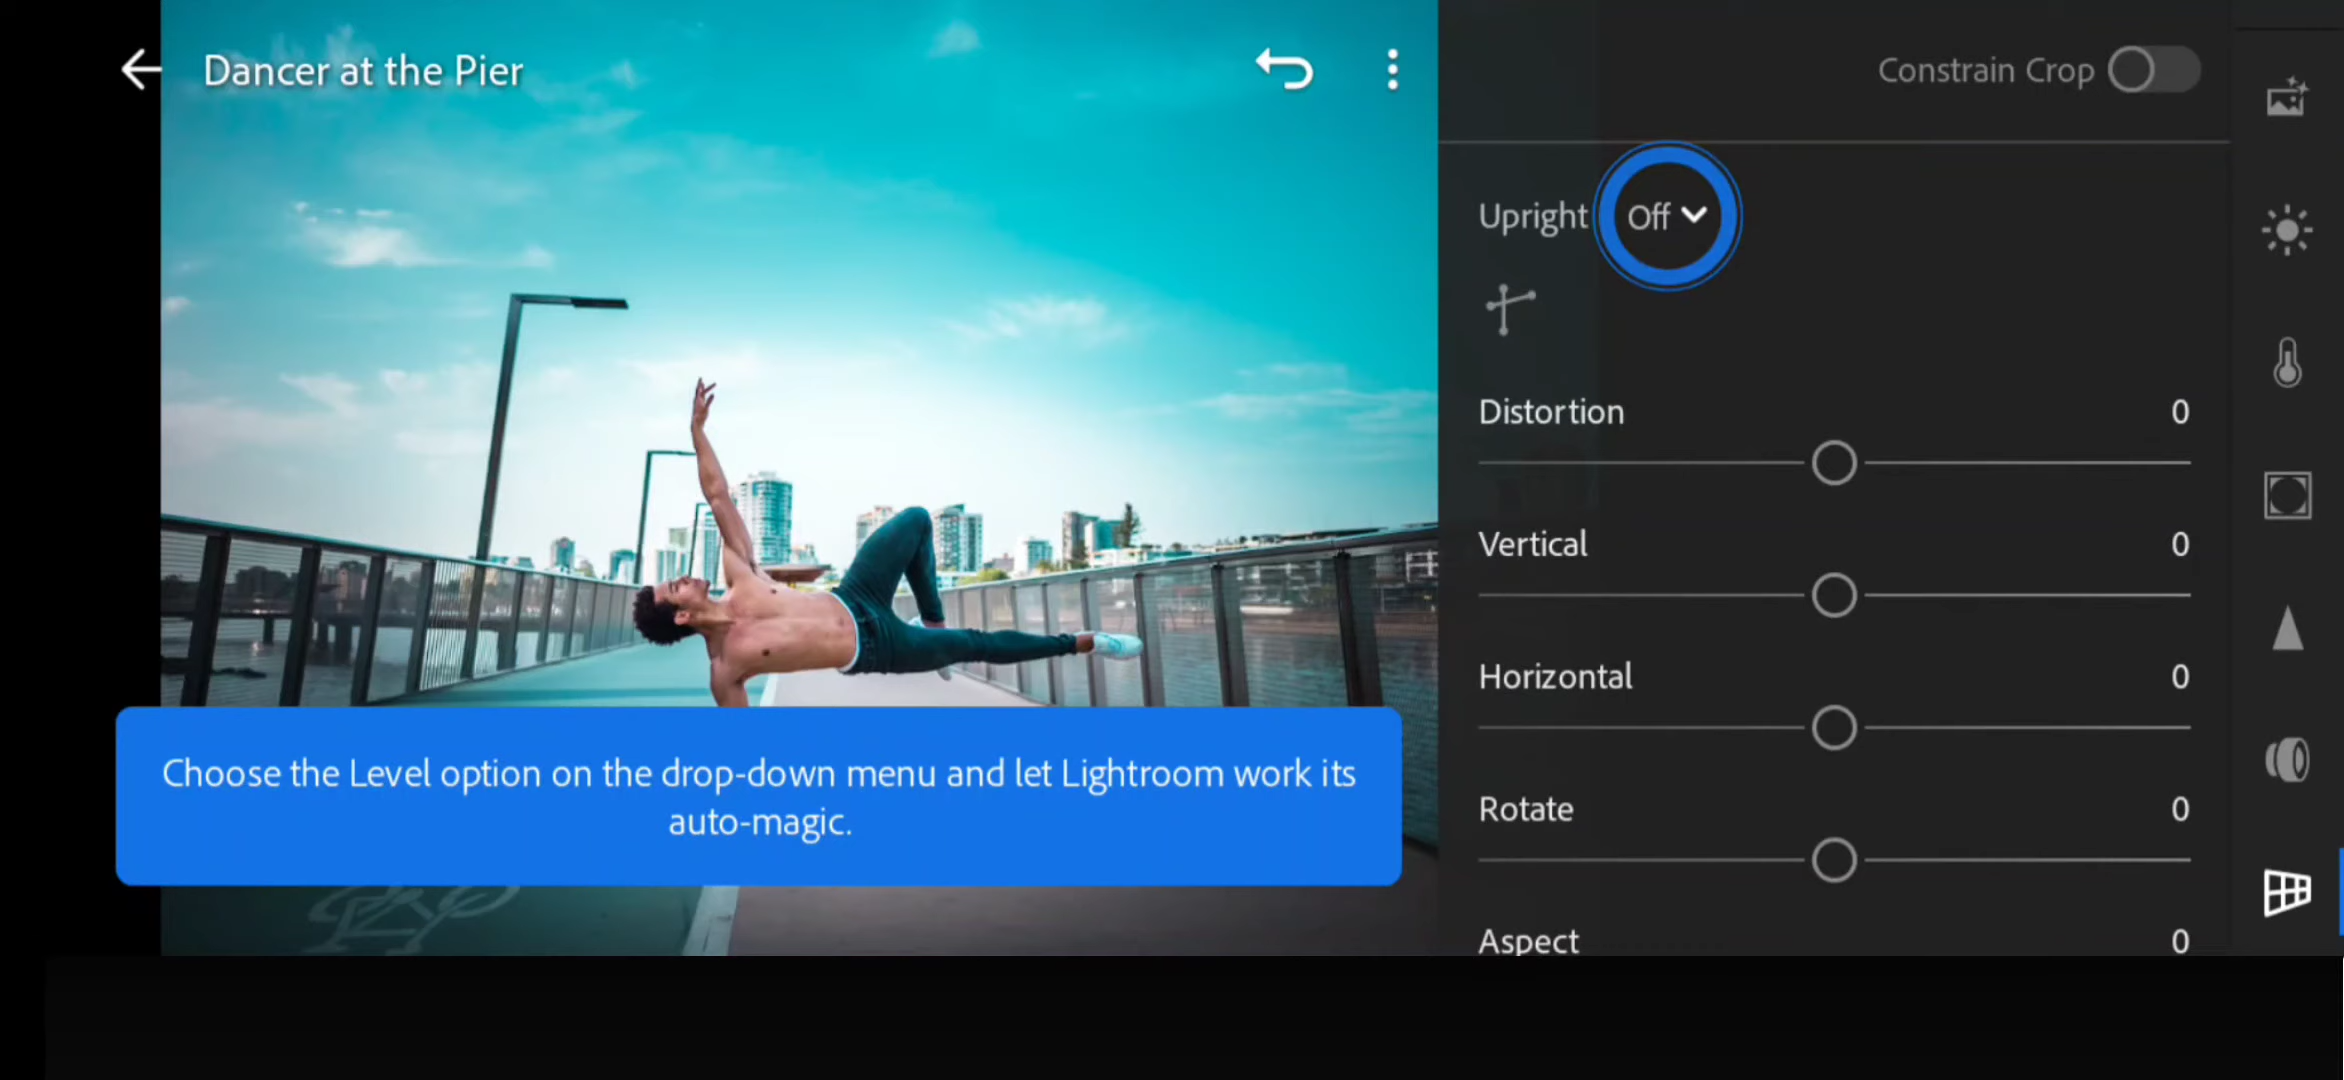 Dancer at the Pier
Constrain Crop
Upright Off
Distortion 0
Vertical 0
Horizontal 0
Rotate 0
Aspect 0
Choose the Level option on the drop-down menu and let Lightroom work its
auto-magic.